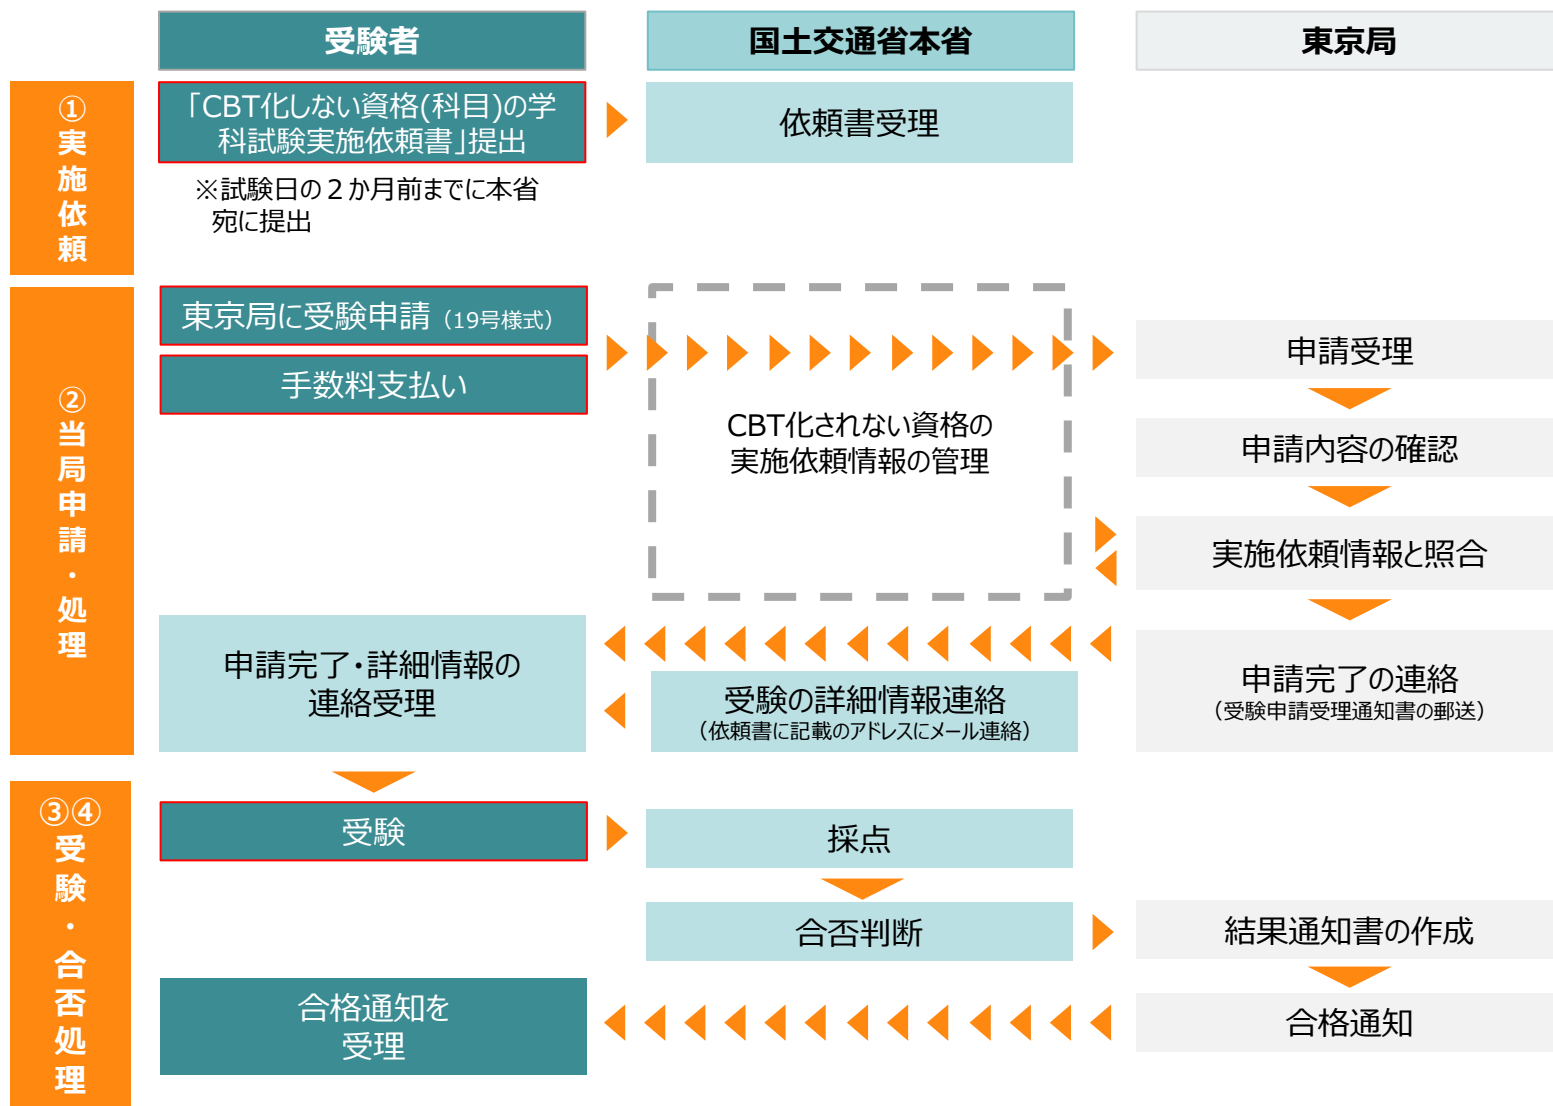 受験者
国土交通省本省
東京局
①
実
施
依
頼
「CBT化しない資格(科目)の学
科試験実施依頼書」提出
依頼書受理
※試験日の２か月前までに本省
宛に提出
②
当
局
申
請
・
処
理
東京局に受験申請（19号様式）
手数料支払い
CBT化されない資格の
実施依頼情報の管理
申請受理
申請内容の確認
実施依頼情報と照合
申請完了・詳細情報の
連絡受理
受験の詳細情報連絡
（依頼書に記載のアドレスにメール連絡）
申請完了の連絡
（受験申請受理通知書の郵送）
③④
受
験
・
合
否
処
理
受験
採点
合否判断
結果通知書の作成
合格通知を
受理
合格通知